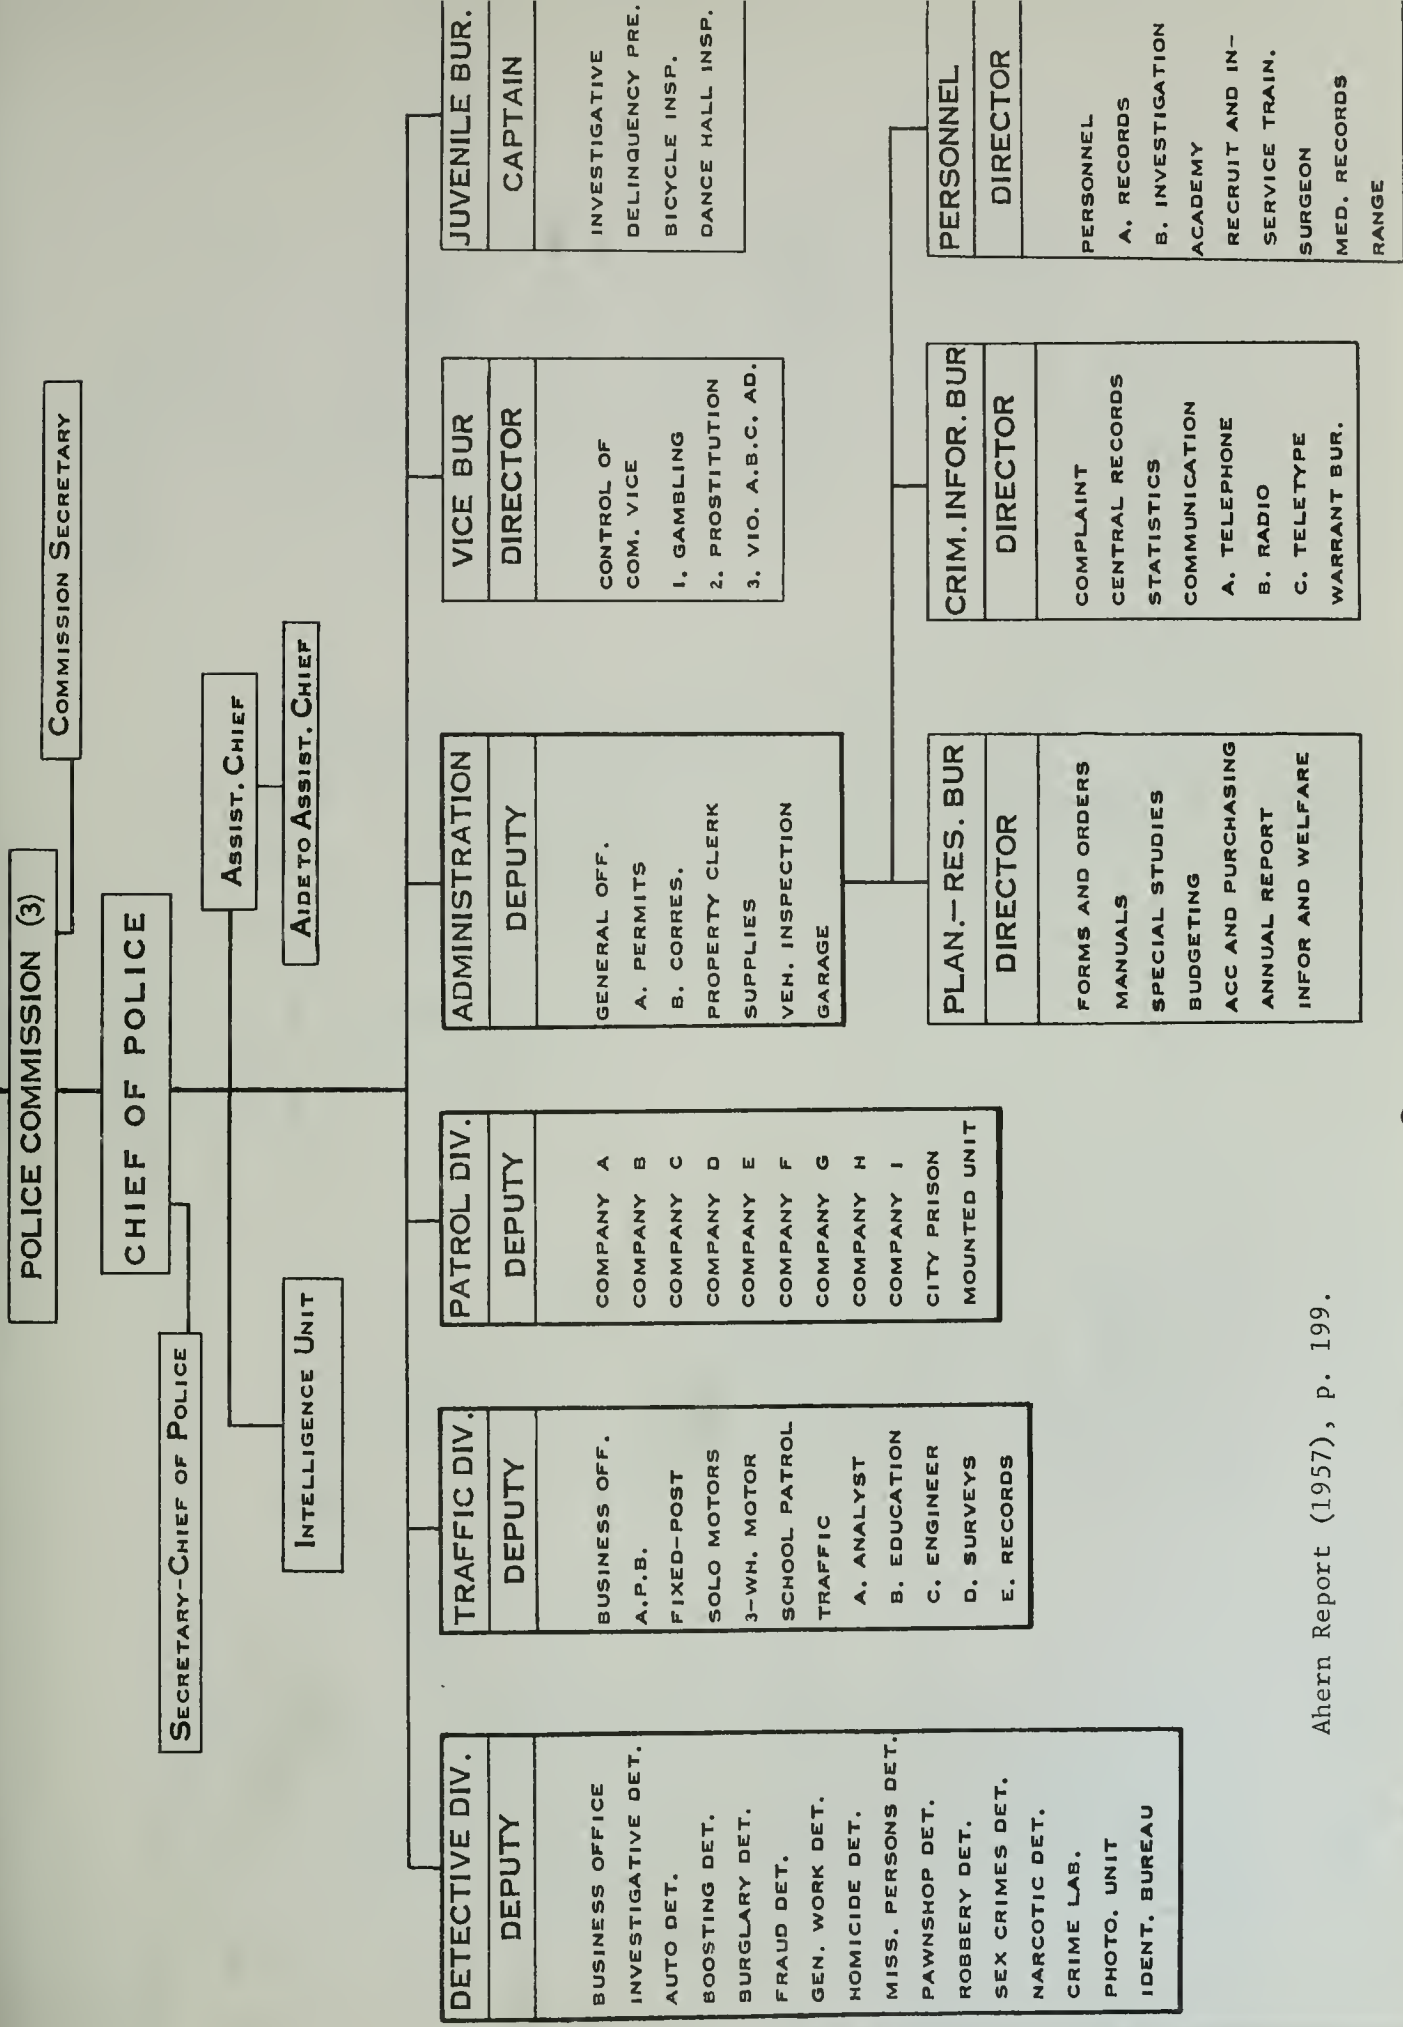 POLICE COMMISSION (3)
COMMISSION SECRETARY
CHIEF OF POLICE
SECRETARY-CHIEF OF POLICE
ASSIST. CHIEF
AIDE TO ASSIST. CHIEF
INTELLIGENCE UNIT
DETECTIVE DIV.
DEPUTY
BUSINESS OFFICE
INVESTIGATIVE DET.
AUTO DET.
BOOSTING DET.
BURGLARY DET.
FRAUD DET.
GEN. WORK DET.
HOMICIDE DET.
MISS. PERSONS DET.
PAWNSHOP DET.
ROBBERY DET.
SEX CRIMES DET.
NARCOTIC DET.
CRIME LAB.
PHOTO. UNIT
IDENT. BUREAU
TRAFFIC DIV.
DEPUTY
BUSINESS OFF.
A.P.B.
FIXED-POST
SOLO MOTORS
3-WH. MOTOR
SCHOOL PATROL
TRAFFIC
A. ANALYST
B. EDUCATION
C. ENGINEER
D. SURVEYS
E. RECORDS
PATROL DIV.
DEPUTY
COMPANY A
COMPANY B
COMPANY C
COMPANY D
COMPANY E
COMPANY F
COMPANY G
COMPANY H
COMPANY I
CITY PRISON
MOUNTED UNIT
ADMINISTRATION
DEPUTY
GENERAL OFF.
A. PERMITS
B. CORRES.
PROPERTY CLERK
SUPPLIES
VEH. INSPECTION
GARAGE
VICE BUR
DIRECTOR
CONTROL OF
COM. VICE
1. GAMBLING
2. PROSTITUTION
3. VIO. A.B.C. AD.
JUVENILE BUR.
CAPTAIN
INVESTIGATIVE
DELINQUENCY PRE.
BICYCLE INSP.
DANCE HALL INSP.
PLAN.-RES. BUR
DIRECTOR
FORMS AND ORDERS
MANUALS
SPECIAL STUDIES
BUDGETING
ACC AND PURCHASING
ANNUAL REPORT
INFOR AND WELFARE
CRIM. INFOR. BUR
DIRECTOR
COMPLAINT
CENTRAL RECORDS
STATISTICS
COMMUNICATION
A. TELEPHONE
B. RADIO
C. TELETYPE
WARRANT BUR.
PERSONNEL
DIRECTOR
PERSONNEL
A. RECORDS
B. INVESTIGATION
ACADEMY
RECRUIT AND IN-
SERVICE TRAIN.
SURGEON
MED. RECORDS
RANGE
Ahern Report (1957), p. 199.